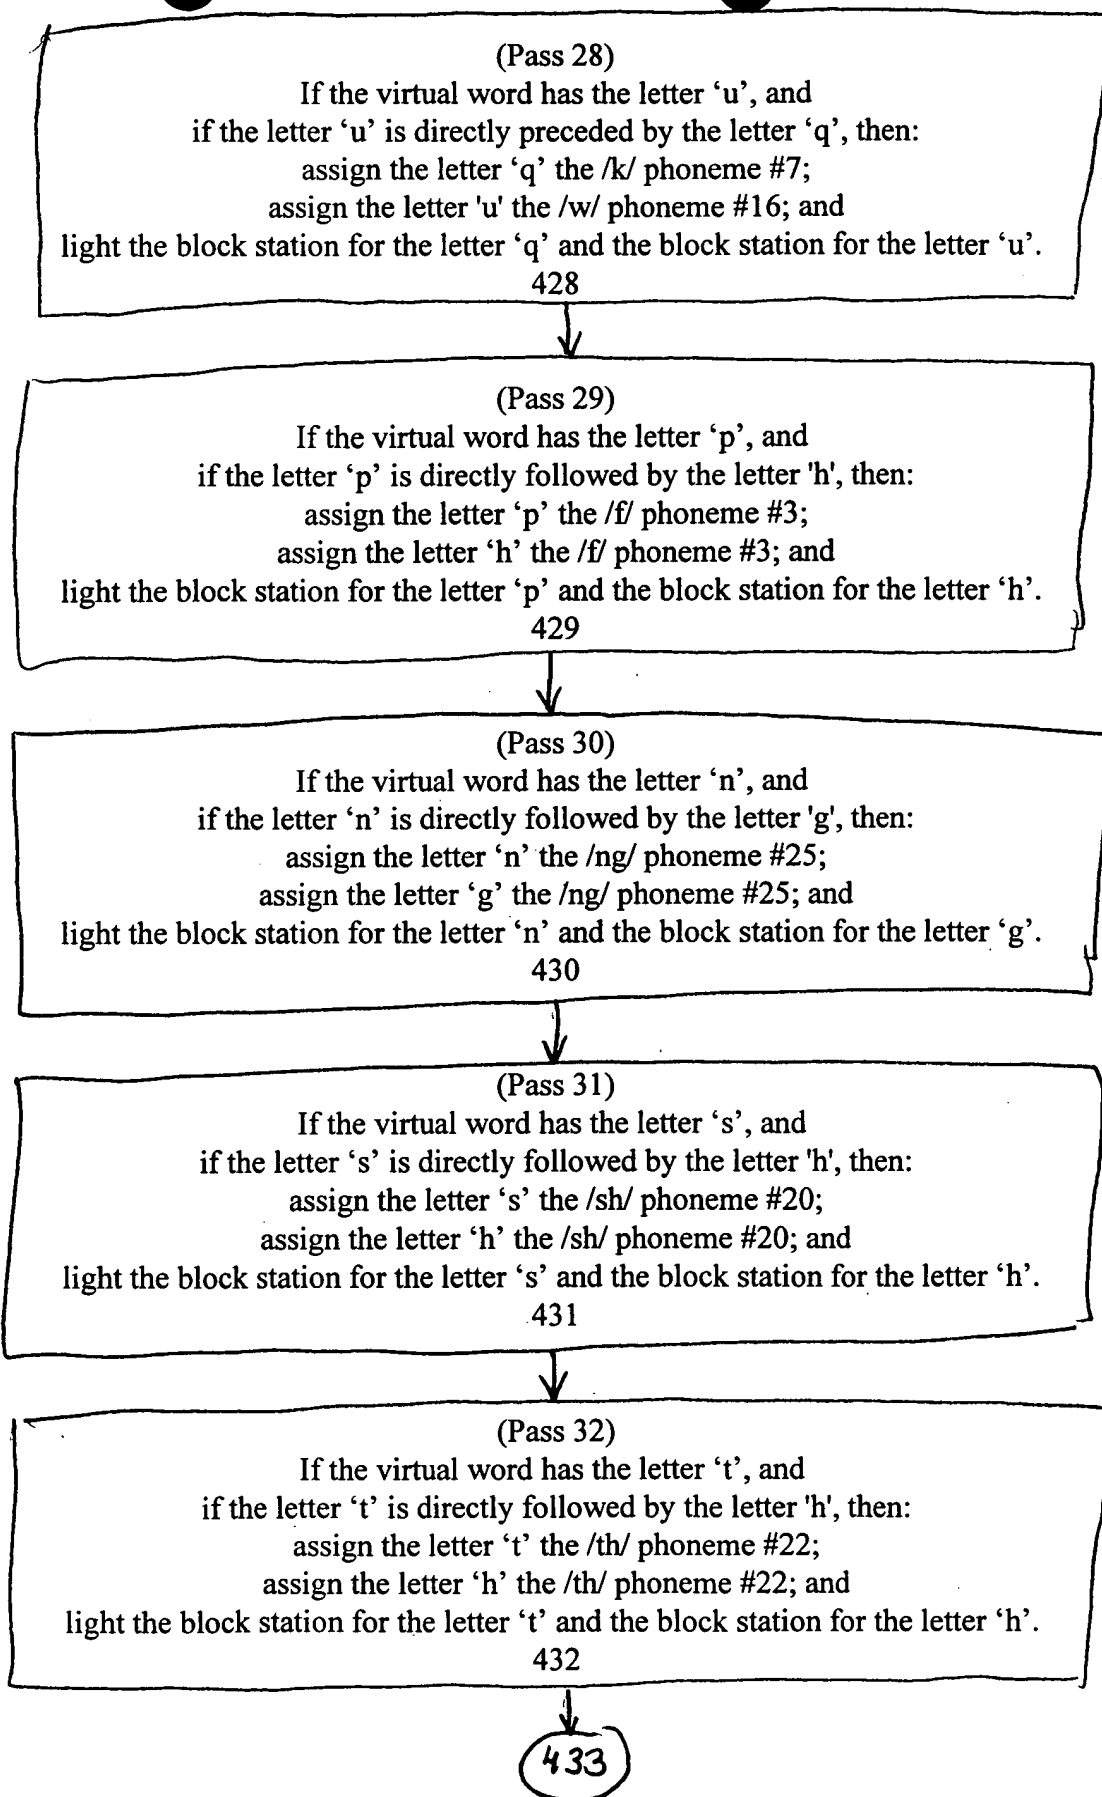 (Pass 28)
If the virtual word has the letter ‘u’, and
if the letter ‘u’ is directly preceded by the letter ‘q’, then:
assign the letter ‘q’ the /k/ phoneme #7;
assign the letter 'u' the /w/ phoneme #16; and
light the block station for the letter ‘q’ and the block station for the letter ‘u’.
428
(Pass 29)
If the virtual word has the letter ‘p’, and
if the letter ‘p’ is directly followed by the letter 'h', then:
assign the letter ‘p’ the /f/ phoneme #3;
assign the letter ‘h’ the /f/ phoneme #3; and
light the block station for the letter ‘p’ and the block station for the letter ‘h’.
429
(Pass 30)
If the virtual word has the letter ‘n’, and
if the letter ‘n’ is directly followed by the letter 'g', then:
assign the letter ‘n’ the /ng/ phoneme #25;
assign the letter ‘g’ the /ng/ phoneme #25; and
light the block station for the letter ‘n’ and the block station for the letter ‘g’.
430
(Pass 31)
If the virtual word has the letter ‘s’, and
if the letter ‘s’ is directly followed by the letter 'h', then:
assign the letter ‘s’ the /sh/ phoneme #20;
assign the letter ‘h’ the /sh/ phoneme #20; and
light the block station for the letter ‘s’ and the block station for the letter ‘h’.
431
(Pass 32)
If the virtual word has the letter ‘t’, and
if the letter ‘t’ is directly followed by the letter 'h', then:
assign the letter ‘t’ the /th/ phoneme #22;
assign the letter ‘h’ the /th/ phoneme #22; and
light the block station for the letter ‘t’ and the block station for the letter ‘h’.
432
433